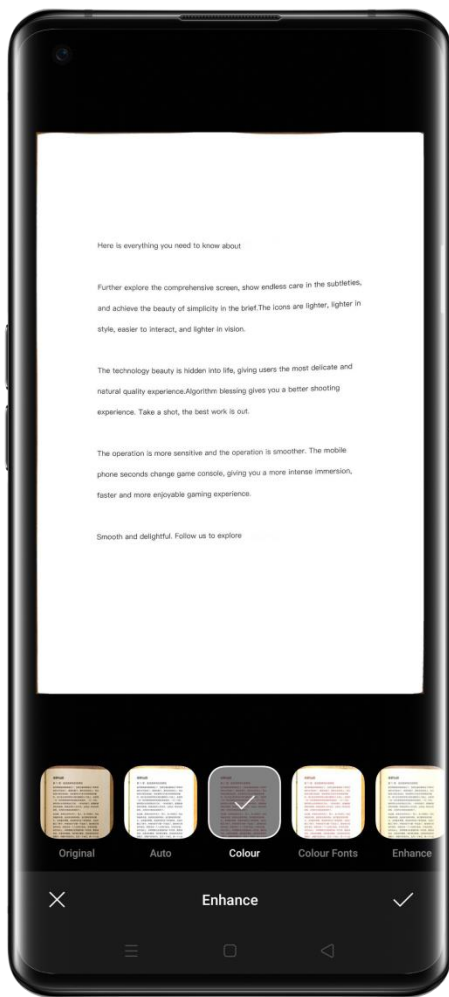 Here is everything you need to know about
Further explore the comprehensive screen, show endless care in the subtleties,
and achieve the beauty of simplicity in the brief.The icons are lighter, lighter in
style, easier to interact, and lighter in vision.
The technology beauty is hidden into life, giving users the most delicate and
natural quality experience.Algorithm blessing gives you a better shooting
experience. Take a shot, the best work is out.
The operation is more sensitive and the operation is smoother. The mobile
phone seconds change game console, giving you a more intense immersion,
faster and more enjoyable gaming experience.
Smooth and delightful. Follow us to explore
Original Auto Colour Colour Fonts Enhance
Enhance